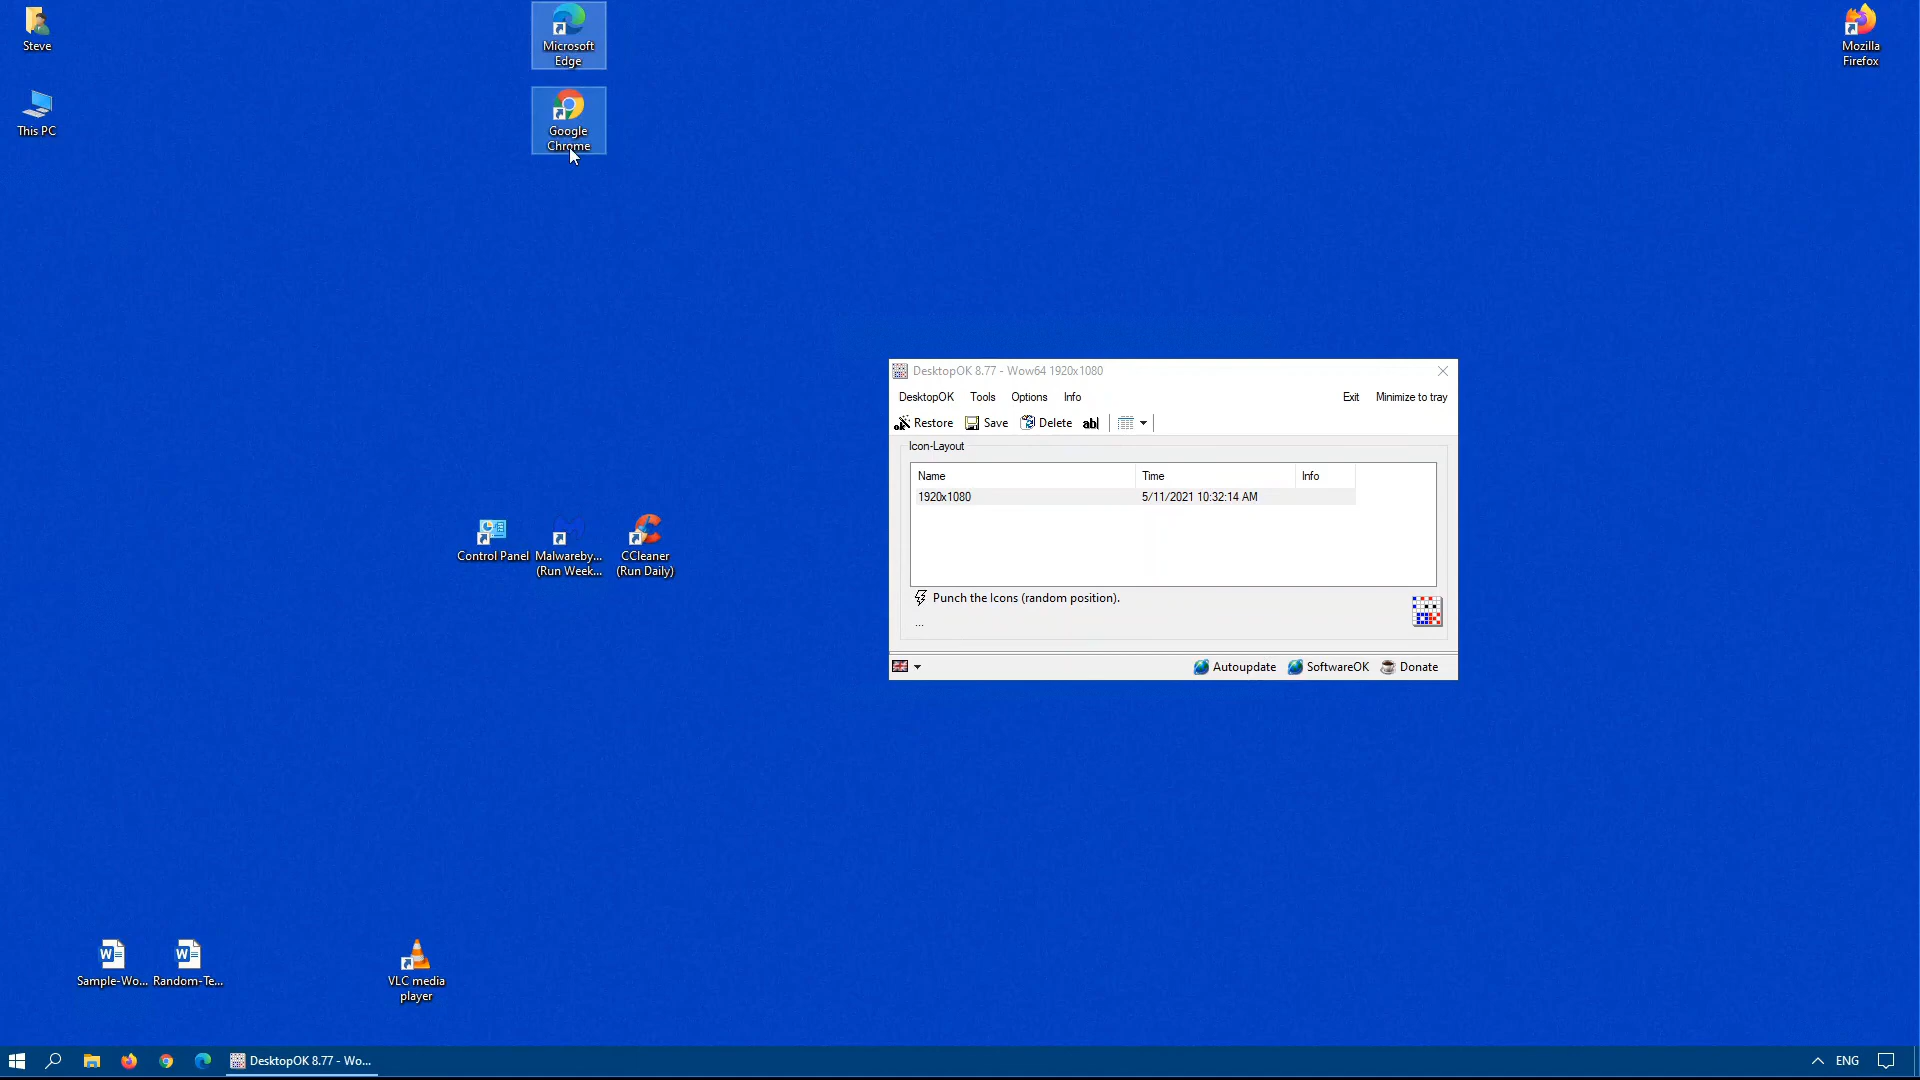 Steve
This PC
Microsoft
Edge
Google
Chrome
Mozilla
Firefox
DesktopOK 8.77 - Wow64 1920x1080
DesktopOK Tools Options Info Exit Minimize to tray
Restore Save Delete ab|
Icon-Layout
Name Time Info
1920x1080 5/11/2021 10:32:14 AM
Punch the Icons (random position).
...
Autoupdate SoftwareOK Donate
Control Panel
Malwareby...
(Run Week...
CCleaner
(Run Daily)
Sample-Wo...
Random-Te...
VLC media
player
DesktopOK 8.77 - Wo...
ENG